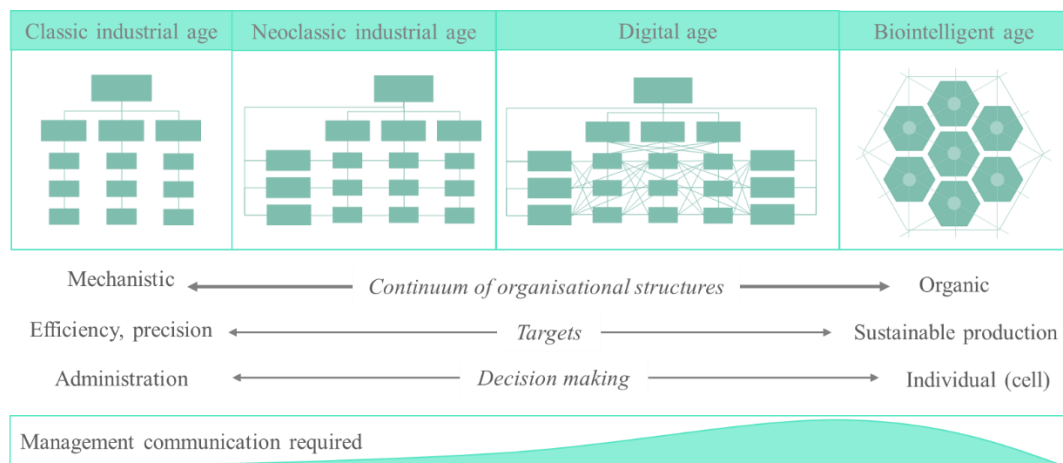 Classic industrial age
Neoclassic industrial age
Digital age
Biointelligent age
Mechanistic
Continuum of organisational structures
Organic
Efficiency, precision
Targets
Sustainable production
Administration
Decision making
Individual (cell)
Management communication required